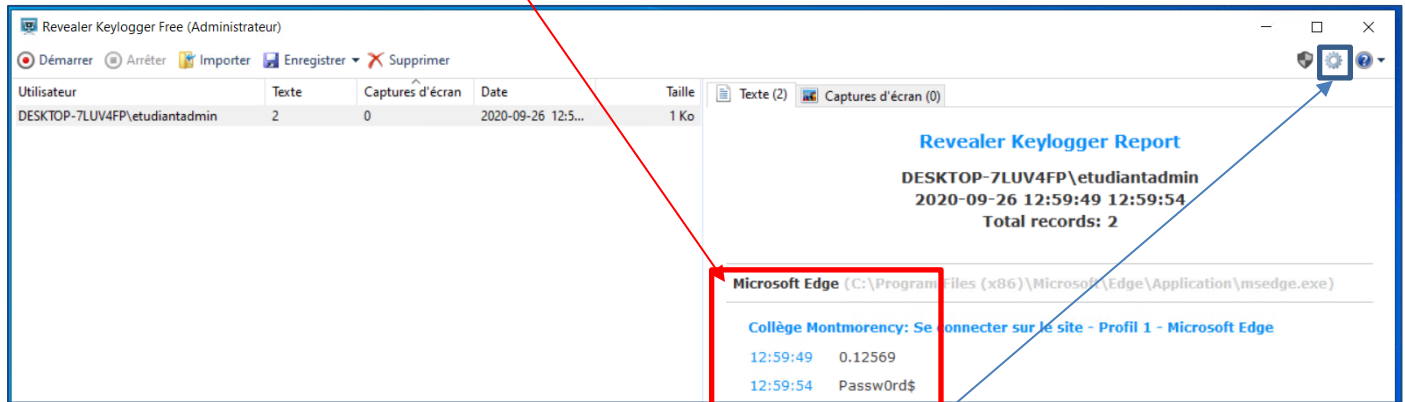 Revealer Keylogger Free (Administrateur)
Démarrer Arrêter Importer Enregistrer Supprimer
Utilisateur Texte Captures d'écran Date Taille
DESKTOP-7LUV4FP\etudiantadmin 2 0 2020-09-26 12:5... 1 Ko
Texte (2) Captures d'écran (0)
Revealer Keylogger Report
DESKTOP-7LUV4FP\etudiantadmin
2020-09-26 12:59:49 12:59:54
Total records: 2
Microsoft Edge (C:\Program Files (x86)\Microsoft\Edge\Application\msedge.exe)
Collège Montmorency: Se connecter sur le site - Profil 1 - Microsoft Edge
12:59:49 0.12569
12:59:54 Passw0rd$